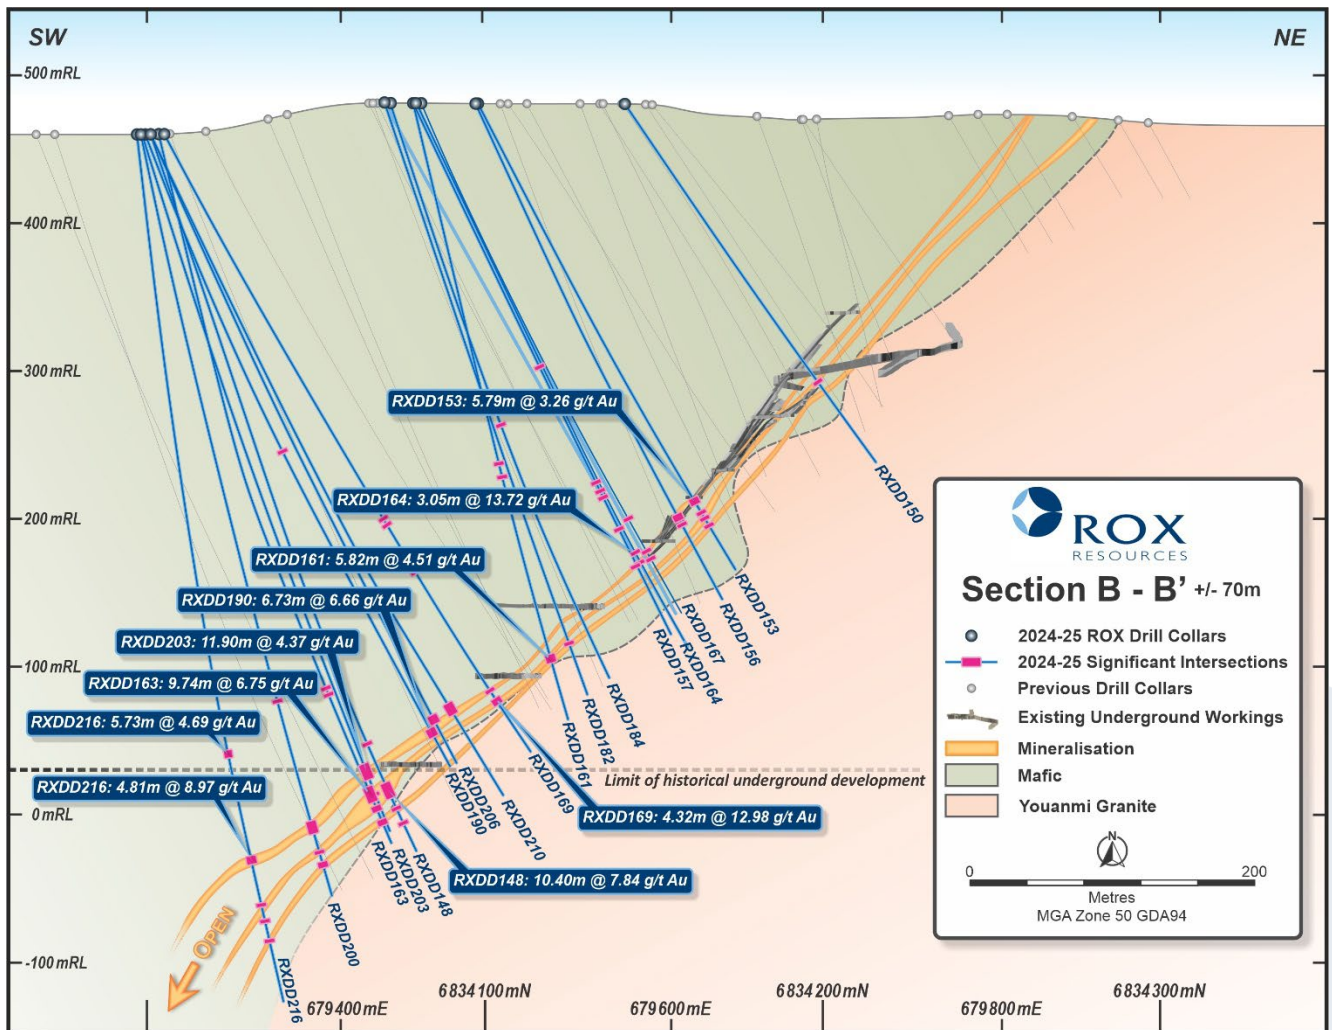 SW
NE
500 mRL
400 mRL
300 mRL
200 mRL
100 mRL
0 mRL
-100 mRL
RXDD153: 5.79m @ 3.26 g/t Au
RXDD164: 3.05m @ 13.72 g/t Au
RXDD161: 5.82m @ 4.51 g/t Au
RXDD190: 6.73m @ 6.66 g/t Au
RXDD203: 11.90m @ 4.37 g/t Au
RXDD163: 9.74m @ 6.75 g/t Au
RXDD216: 5.73m @ 4.69 g/t Au
RXDD216: 4.81m @ 8.97 g/t Au
RXDD169: 4.32m @ 12.98 g/t Au
RXDD148: 10.40m @ 7.84 g/t Au
Limit of historical underground development
RXDD150
RXDD153
RXDD156
RXDD167
RXDD164
RXDD157
RXDD184
RXDD182
RXDD161
RXDD169
RXDD210
RXDD206
RXDD190
RXDD148
RXDD203
RXDD163
RXDD200
RXDD216
OPEN
ROX
RESOURCES
Section B - B' +/- 70m
2024-25 ROX Drill Collars
2024-25 Significant Intersections
Previous Drill Collars
Existing Underground Workings
Mineralisation
Mafic
Youanmi Granite
N
0 200
Metres
MGA Zone 50 GDA94
6834100mN
6834200mN
6834300mN
679400mE
679600mE
679800mE